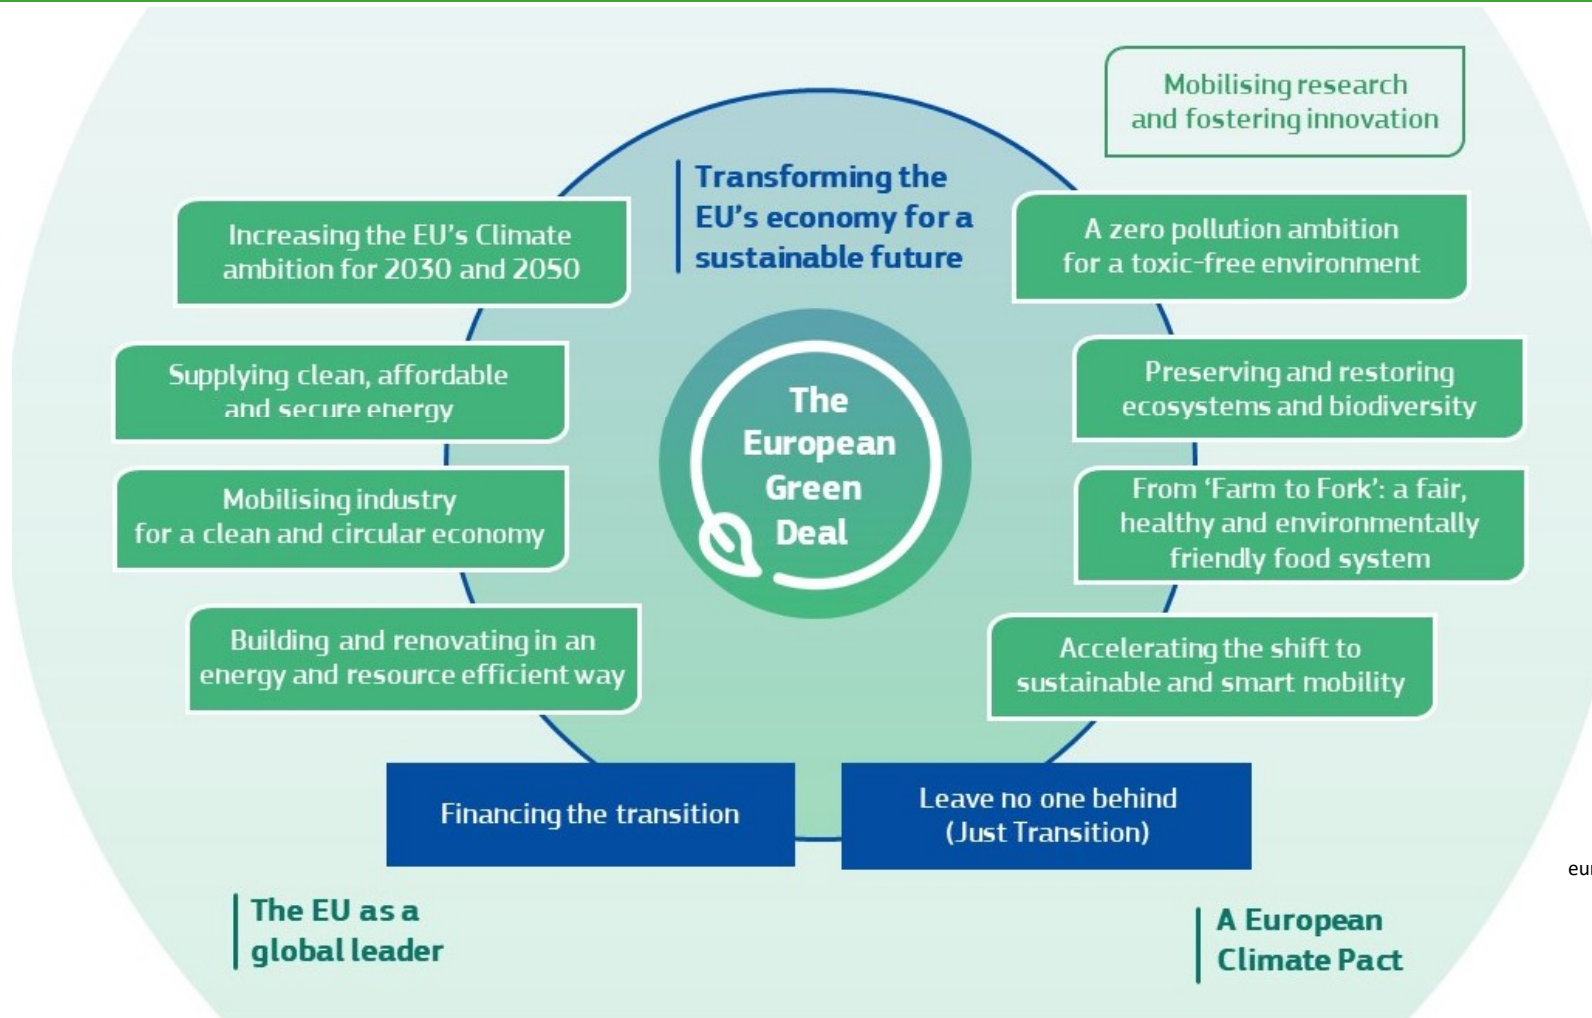 Mobilising research
and fostering innovation
Transforming the
EU's economy for a
sustainable future
Increasing the EU's Climate
ambition for 2030 and 2050
Supplying clean, affordable
and secure energy
Mobilising industry
for a clean and circular economy
Building and renovating in an
energy and resource efficient way
The
European
Green
Deal
A zero pollution ambition
for a toxic-free environment
Preserving and restoring
ecosystems and biodiversity
From ‘Farm to Fork’: a fair,
healthy and environmentally
friendly food system
Accelerating the shift to
sustainable and smart mobility
Financing the transition
Leave no one behind
(Just Transition)
The EU as a
global leader
A European
Climate Pact